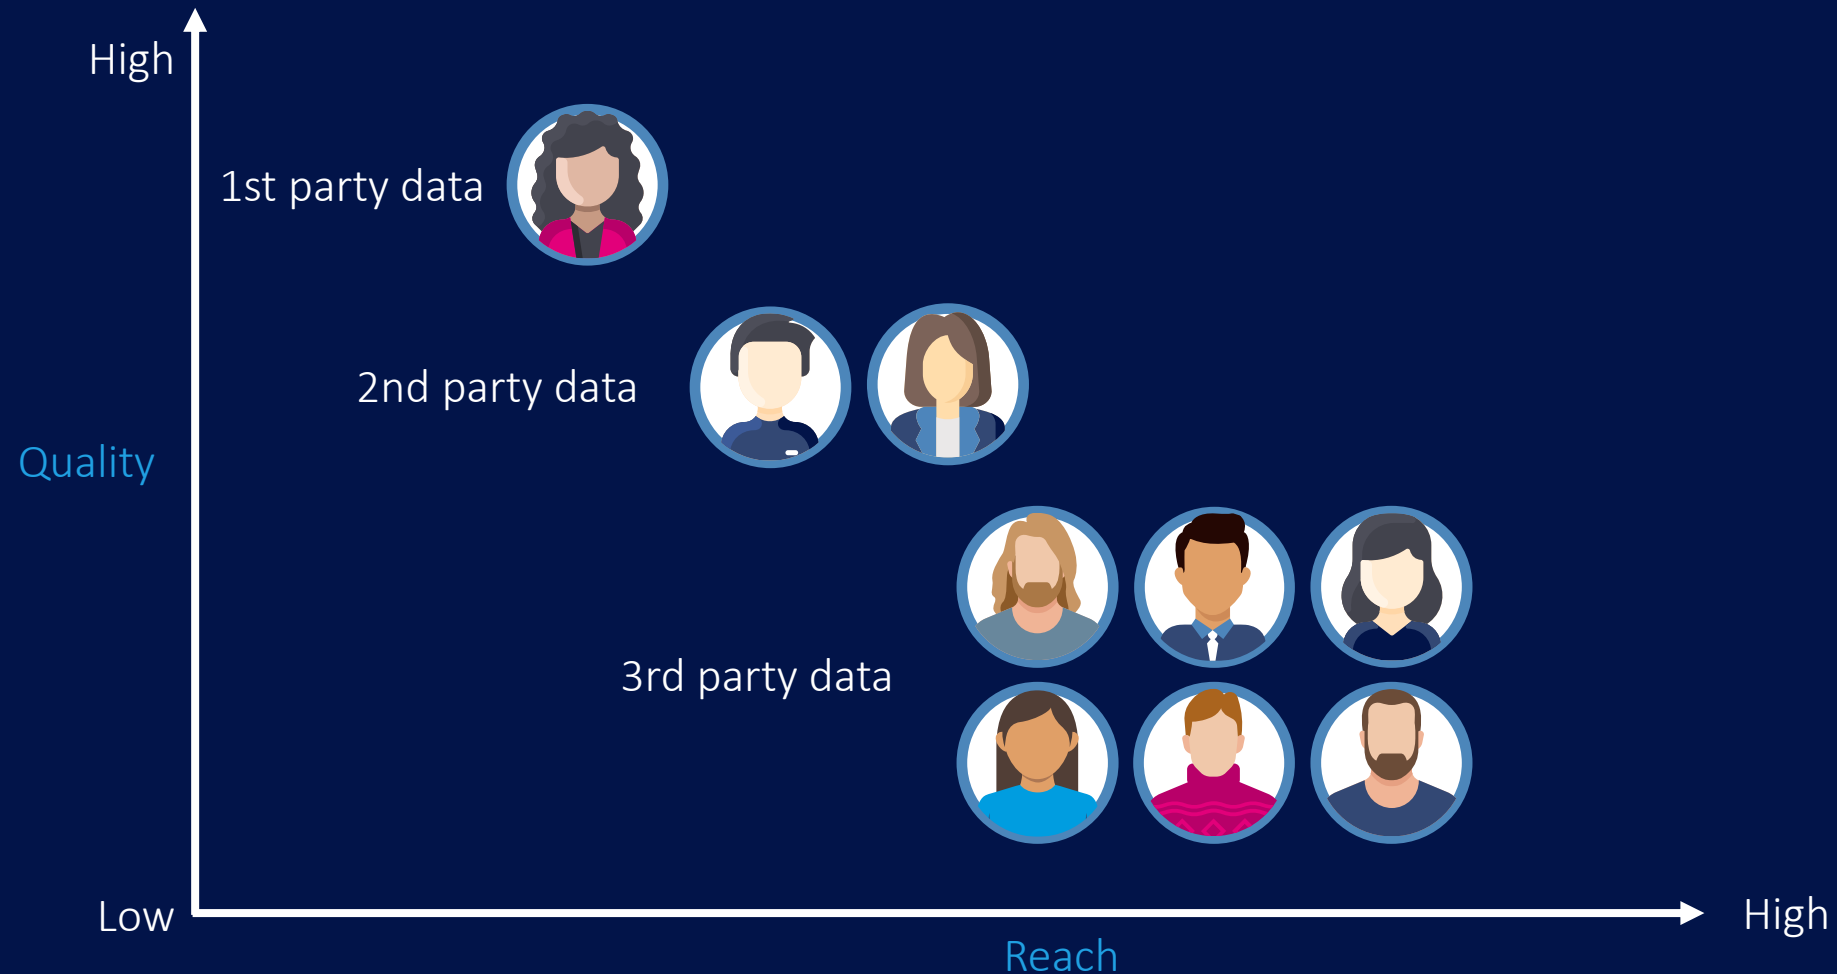 High
1st party data
2nd party data
Quality
3rd party data
Low
High
Reach